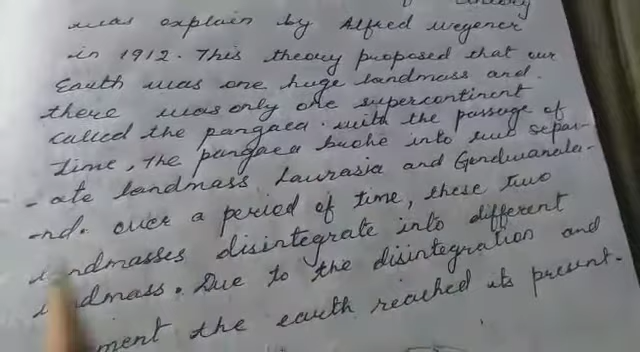 theory
was explain by Alfred wegener
in 1912. This theory proposed that our
Earth was one huge landmass and.
there was only one supercontinent
called the pangaea. with the passage of
time, the pangaea broke into two separ-
-ate landmass Laurasia and Gondwanala-
-nd. over a period of time, these two
landmasses disintegrate into different
landmass. Due to the disintegration and
ment the earth reached its present.